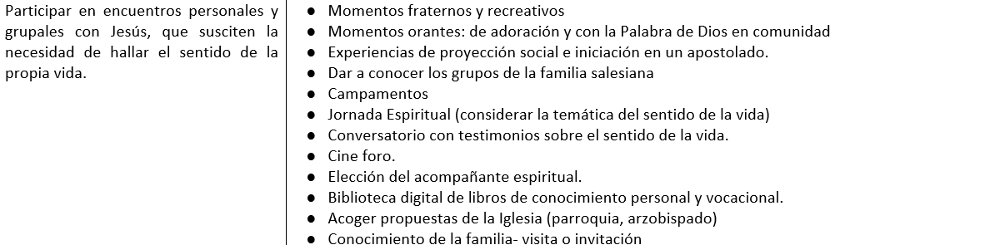 Participar en encuentros personales y
grupales con Jesús, que susciten la
necesidad de hallar el sentido de la
propia vida.
● Momentos fraternos y recreativos
● Momentos orantes: de adoración y con la Palabra de Dios en comunidad
● Experiencias de proyección social e iniciación en un apostolado.
● Dar a conocer los grupos de la familia salesiana
● Campamentos
● Jornada Espiritual (considerar la temática del sentido de la vida)
● Conversatorio con testimonios sobre el sentido de la vida.
● Cine foro.
● Elección del acompañante espiritual.
● Biblioteca digital de libros de conocimiento personal y vocacional.
● Acoger propuestas de la Iglesia (parroquia, arzobispado)
● Conocimiento de la familia- visita o invitación